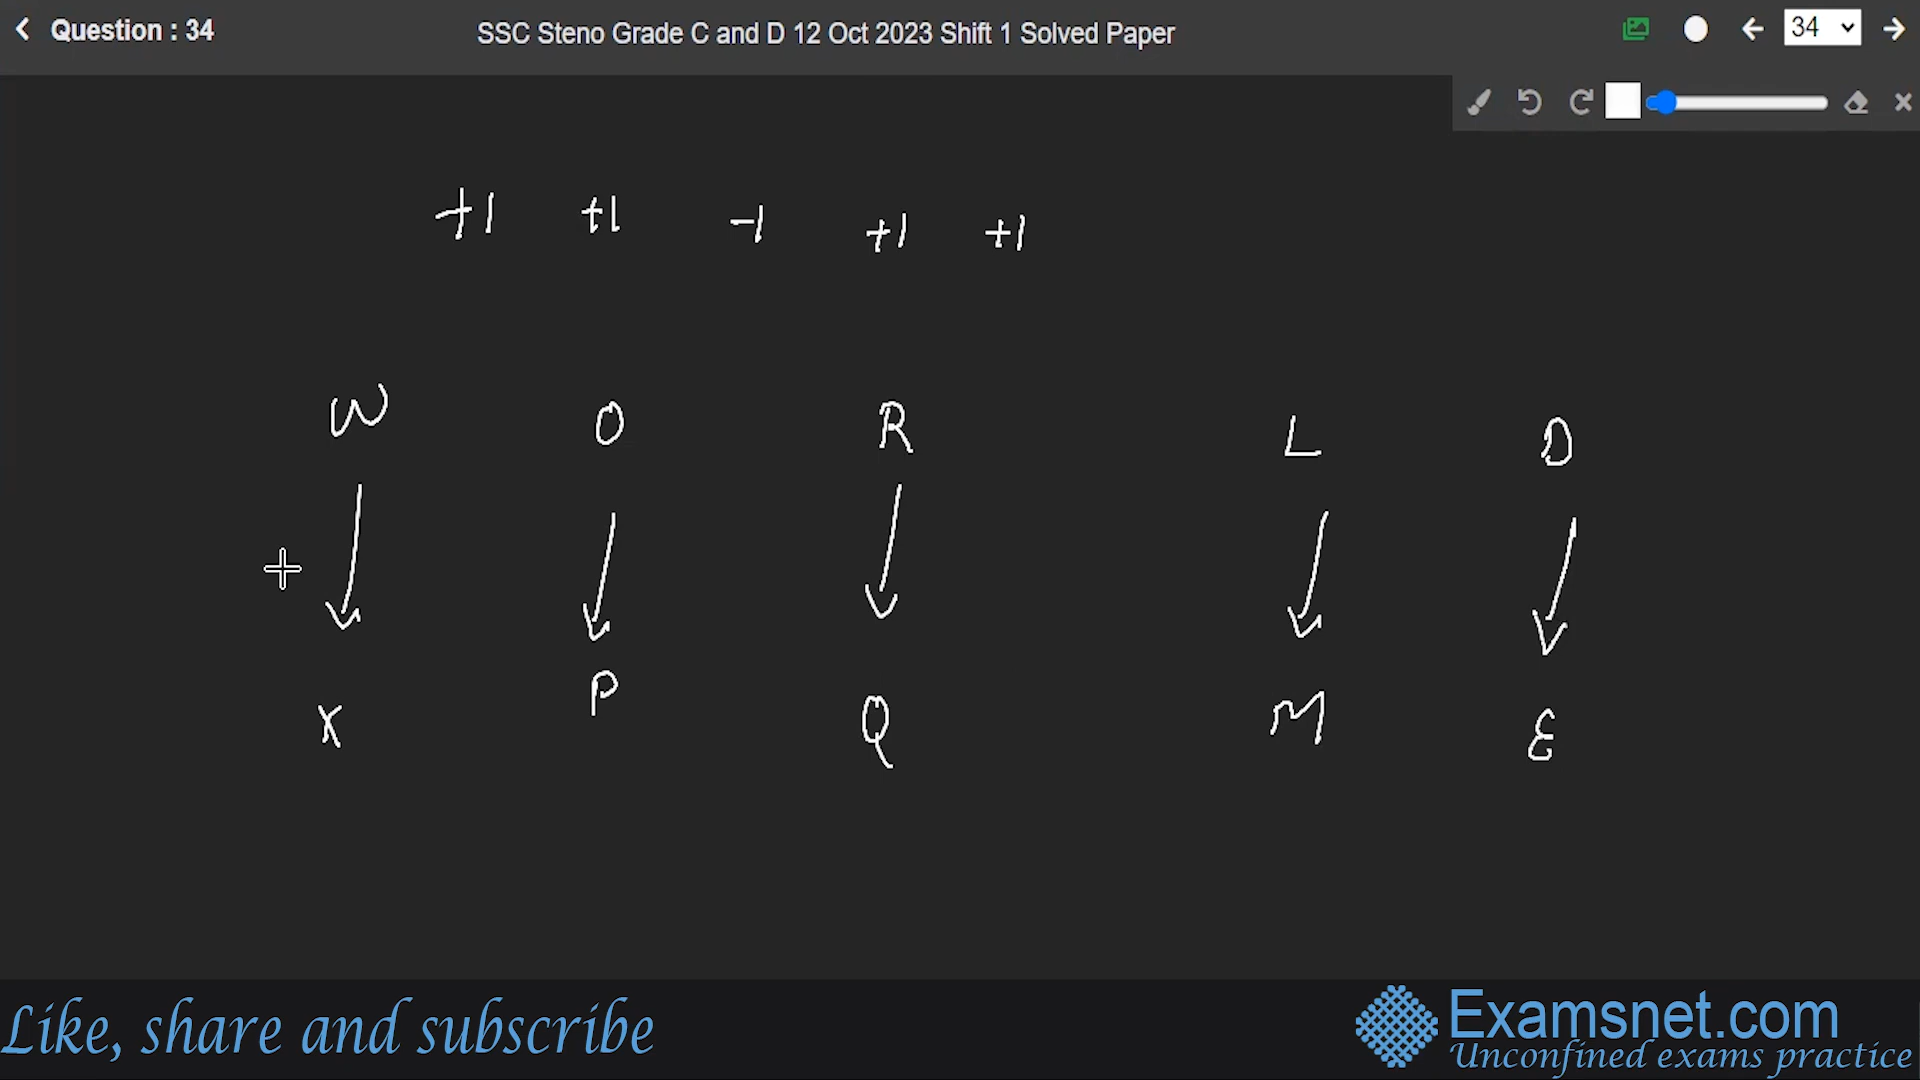 Question : 34
SSC Steno Grade C and D 12 Oct 2023 Shift 1 Solved Paper
34
+1 +1 -1 +1 +1
W O R L D
X P Q M E
Like, share and subscribe
Examsnet.com
Unconfined exams practice